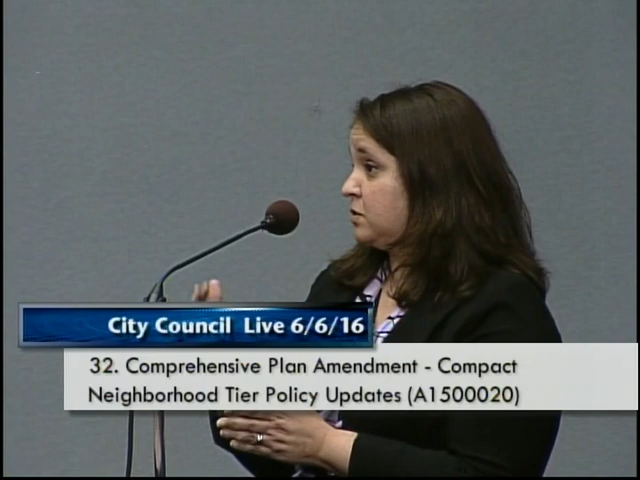 City Council Live 6/6/16
32. Comprehensive Plan Amendment - Compact
Neighborhood Tier Policy Updates (A1500020)